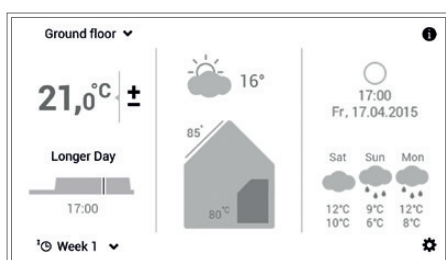 Ground floor
i
21,0°C ±
16°
17:00
Fr, 17.04.2015
85°
Longer Day
17:00
80°C
Sat Sun Mon
12°C 9°C 12°C
10°C 6°C 8°C
Week 1